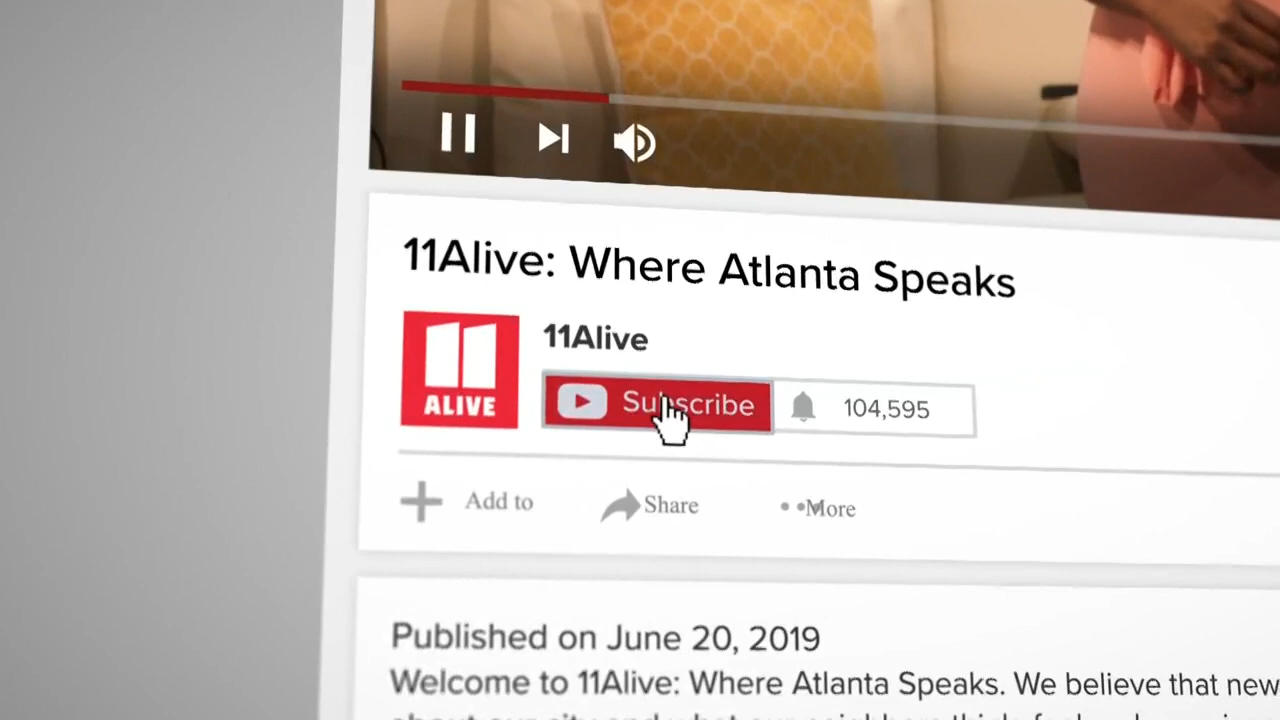 11Alive: Where Atlanta Speaks
11
ALIVE
11Alive
Subscribe 104,595
Add to Share More
Published on June 20, 2019
Welcome to 11Alive: Where Atlanta Speaks. We believe that new